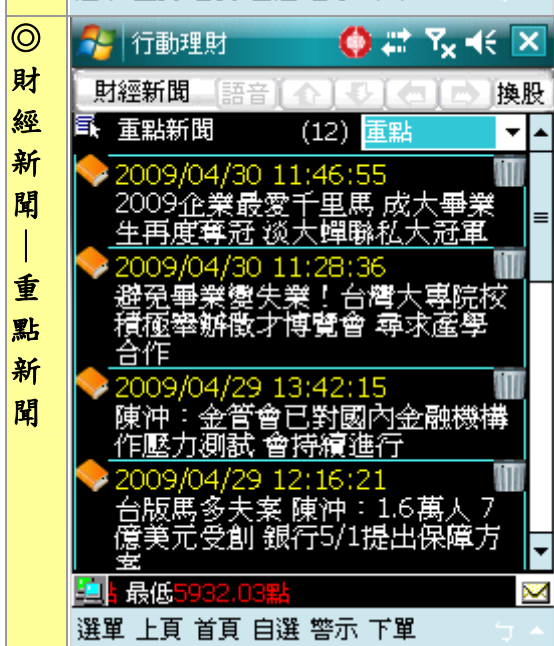 ◎財經新聞—重點新聞
行動理財
財經新聞 語音 換股
重點新聞 (12) 重點
2009/04/30 11:46:55
2009企業最愛千里馬 成大畢業
生再度奪冠 淡大蟬聯私大冠軍
2009/04/30 11:28:36
避免畢業變失業！台灣大專院校
積極舉辦徵才博覽會 尋求產學
合作
2009/04/29 13:42:15
陳沖：金管會已對國內金融機構
作壓力測試 會持續進行
2009/04/29 12:16:21
台版馬多夫案 陳沖：1.6萬人 7
億美元受創 銀行5/1提出保障方
案
點 最低5932.03點
選單 上頁 首頁 自選 警示 下單